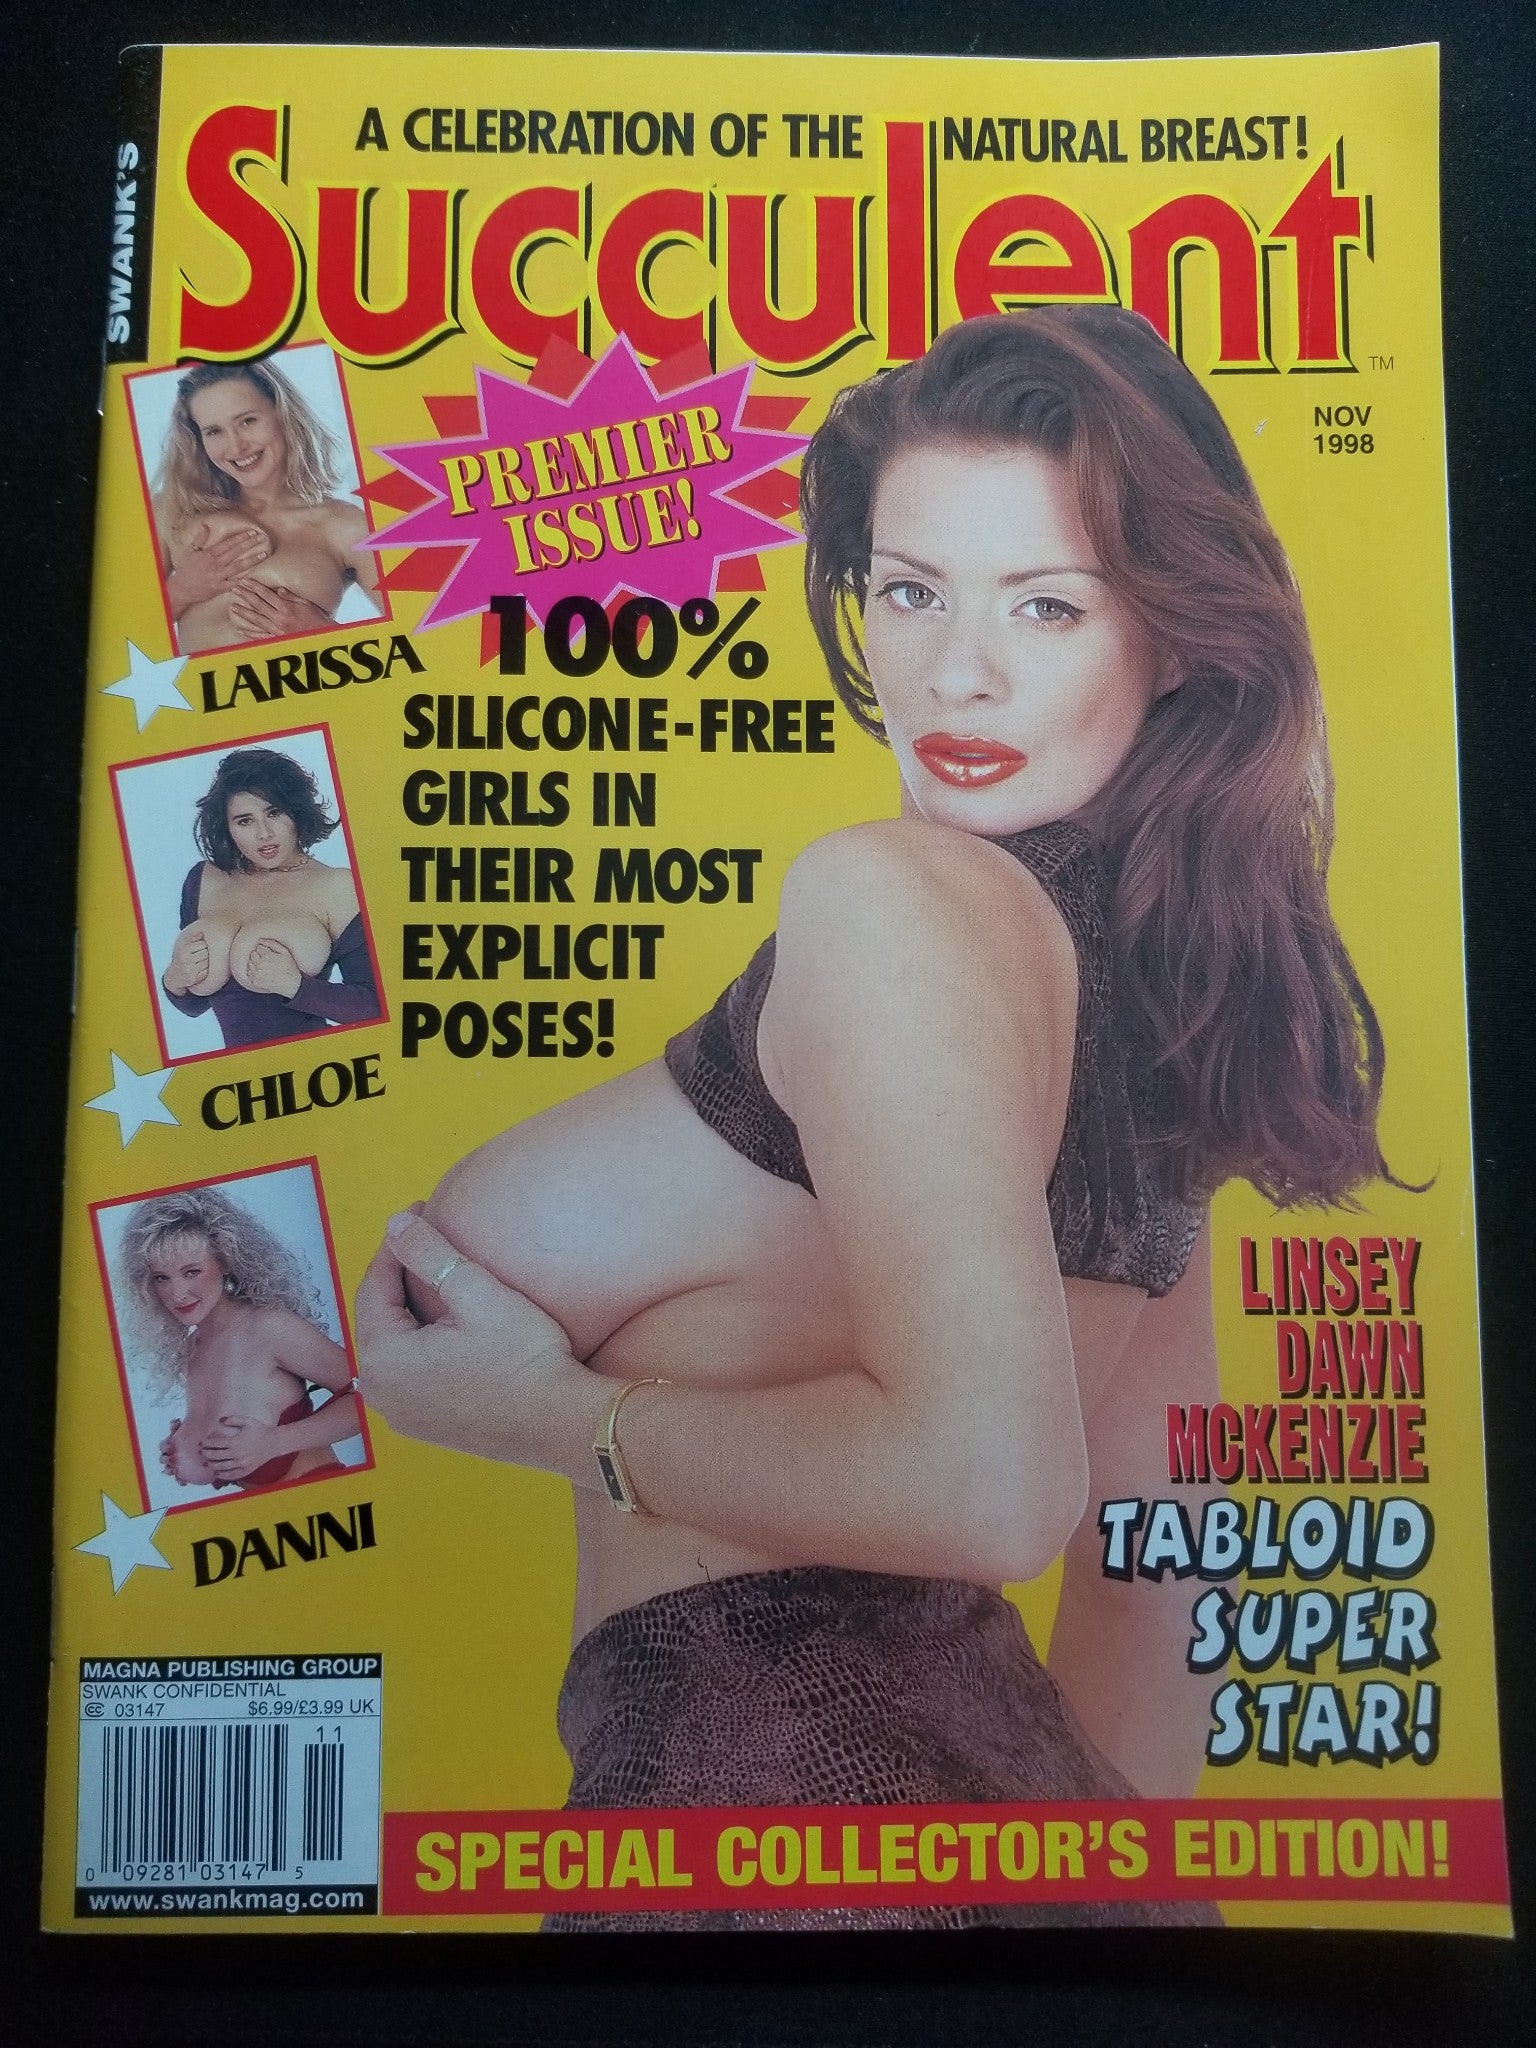 SWANK'S
A CELEBRATION OF THE NATURAL BREAST!
Succulent
TM
NOV
1998
PREMIER
ISSUE!
100%
SILICONE-FREE
GIRLS IN
THEIR MOST
EXPLICIT
POSES!
LARISSA
CHLOE
DANNI
LINSEY
DAWN
MCKENZIE
TABLOID
SUPER
STAR!
MAGNA PUBLISHING GROUP
SWANK CONFIDENTIAL
CC 03147 $6.99/£3.99 UK
11
0 09281 03147 5
www.swankmag.com
SPECIAL COLLECTOR'S EDITION!